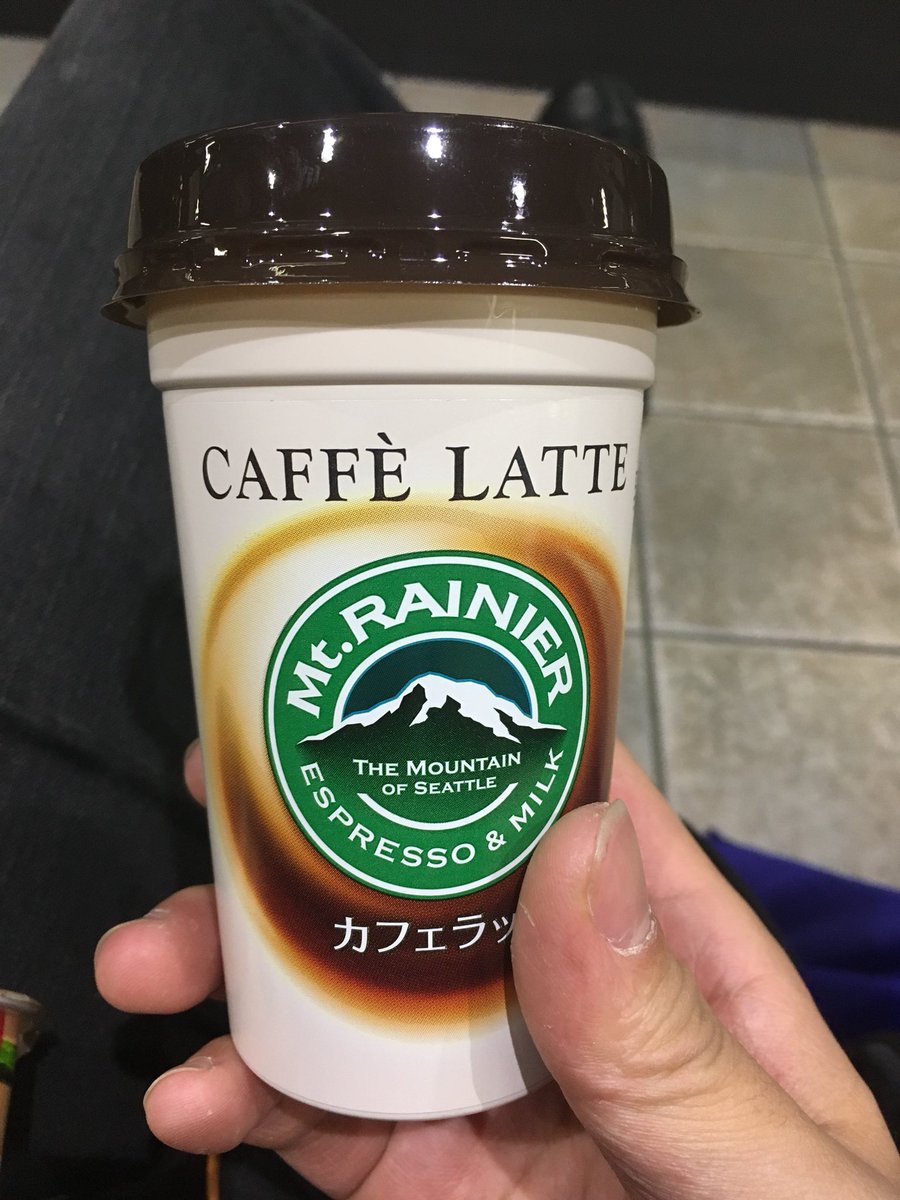 CAFFÈ LATTE
Mt. RAINIER
THE MOUNTAIN
OF SEATTLE
ESPRESSO & MILK
カフェラッ